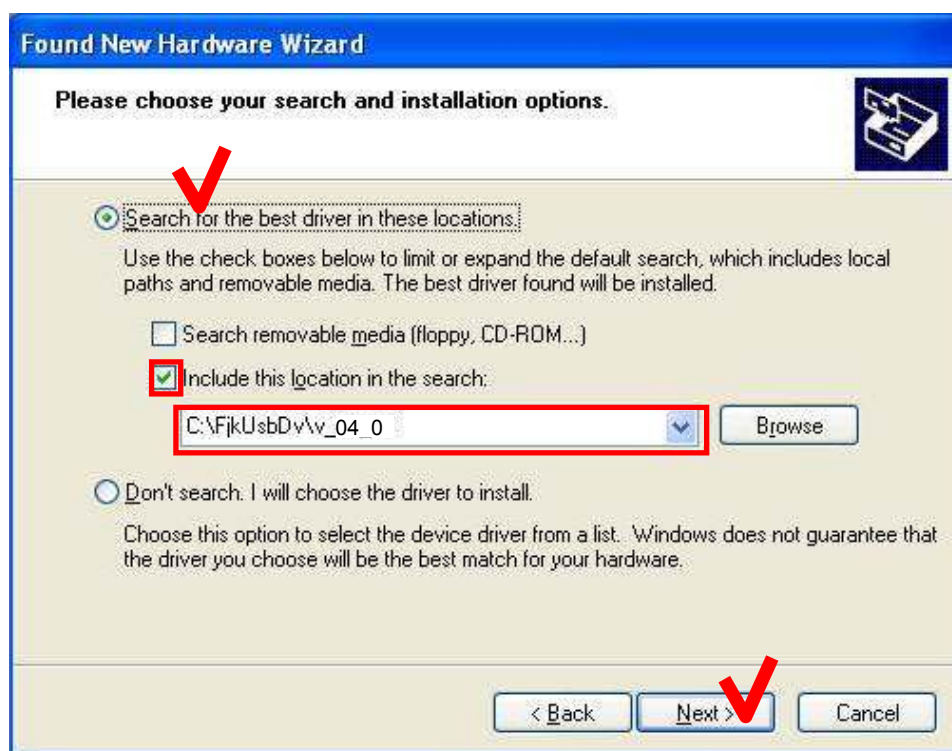 Found New Hardware Wizard
Please choose your search and installation options.
Search for the best driver in these locations.
Use the check boxes below to limit or expand the default search, which includes local
paths and removable media. The best driver found will be installed.
Search removable media (floppy, CD-ROM...)
Include this location in the search:
C:\FjkUsbDv\v_04_0
Browse
Don't search. I will choose the driver to install.
Choose this option to select the device driver from a list. Windows does not guarantee that
the driver you choose will be the best match for your hardware.
< Back Next > Cancel